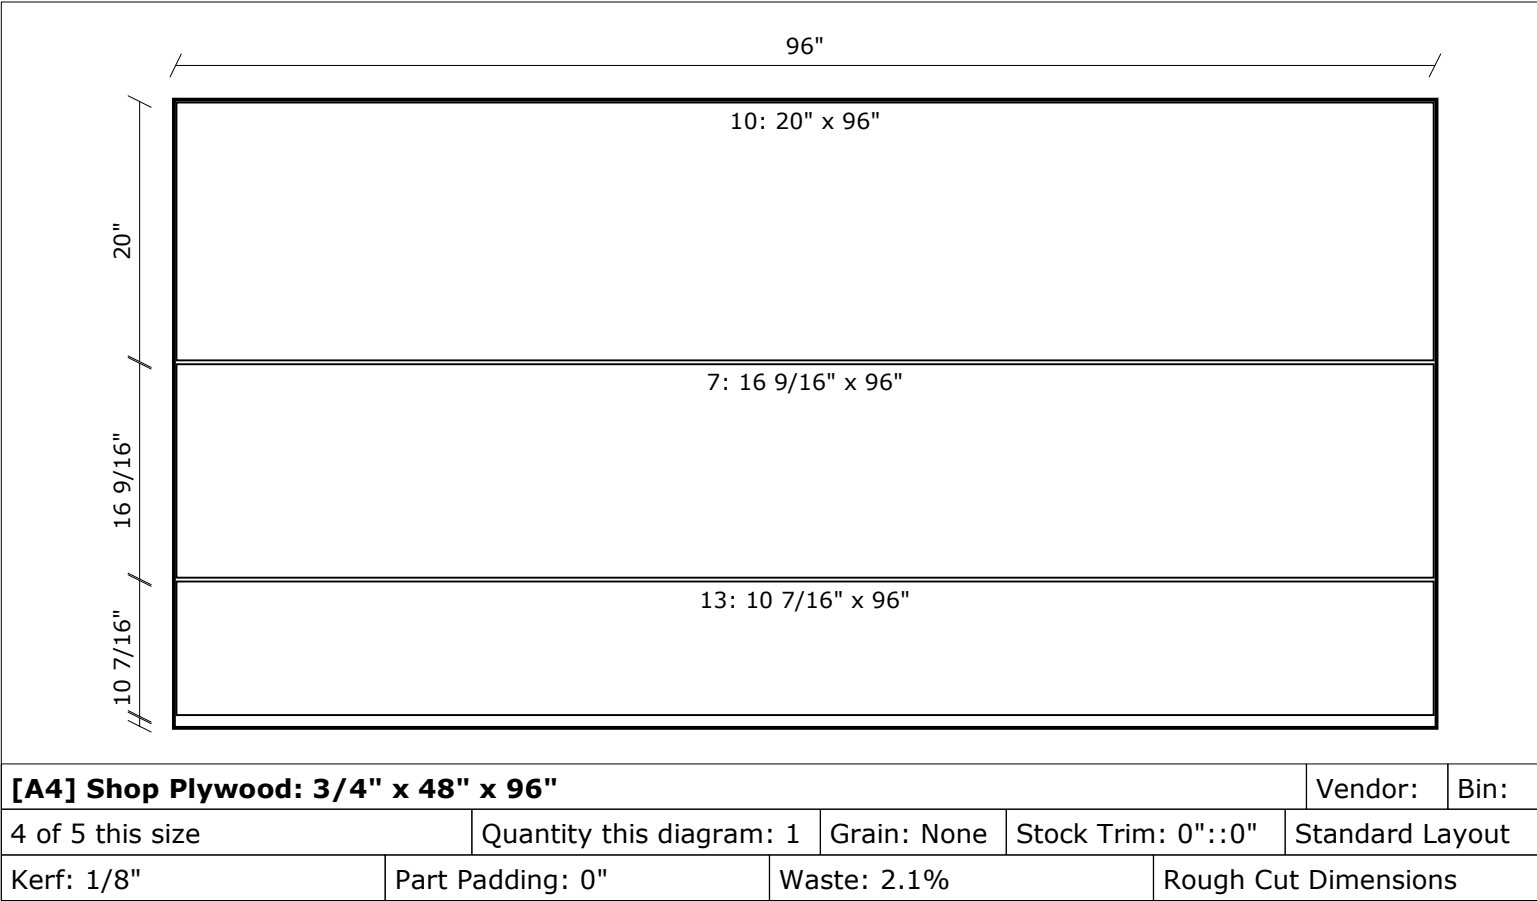 96"
10: 20" x 96"
20"
7: 16 9/16" x 96"
16 9/16"
13: 10 7/16" x 96"
10 7/16"
[A4] Shop Plywood: 3/4" x 48" x 96" Vendor: Bin:
4 of 5 this size Quantity this diagram: 1 Grain: None Stock Trim: 0"::0" Standard Layout
Kerf: 1/8" Part Padding: 0" Waste: 2.1% Rough Cut Dimensions